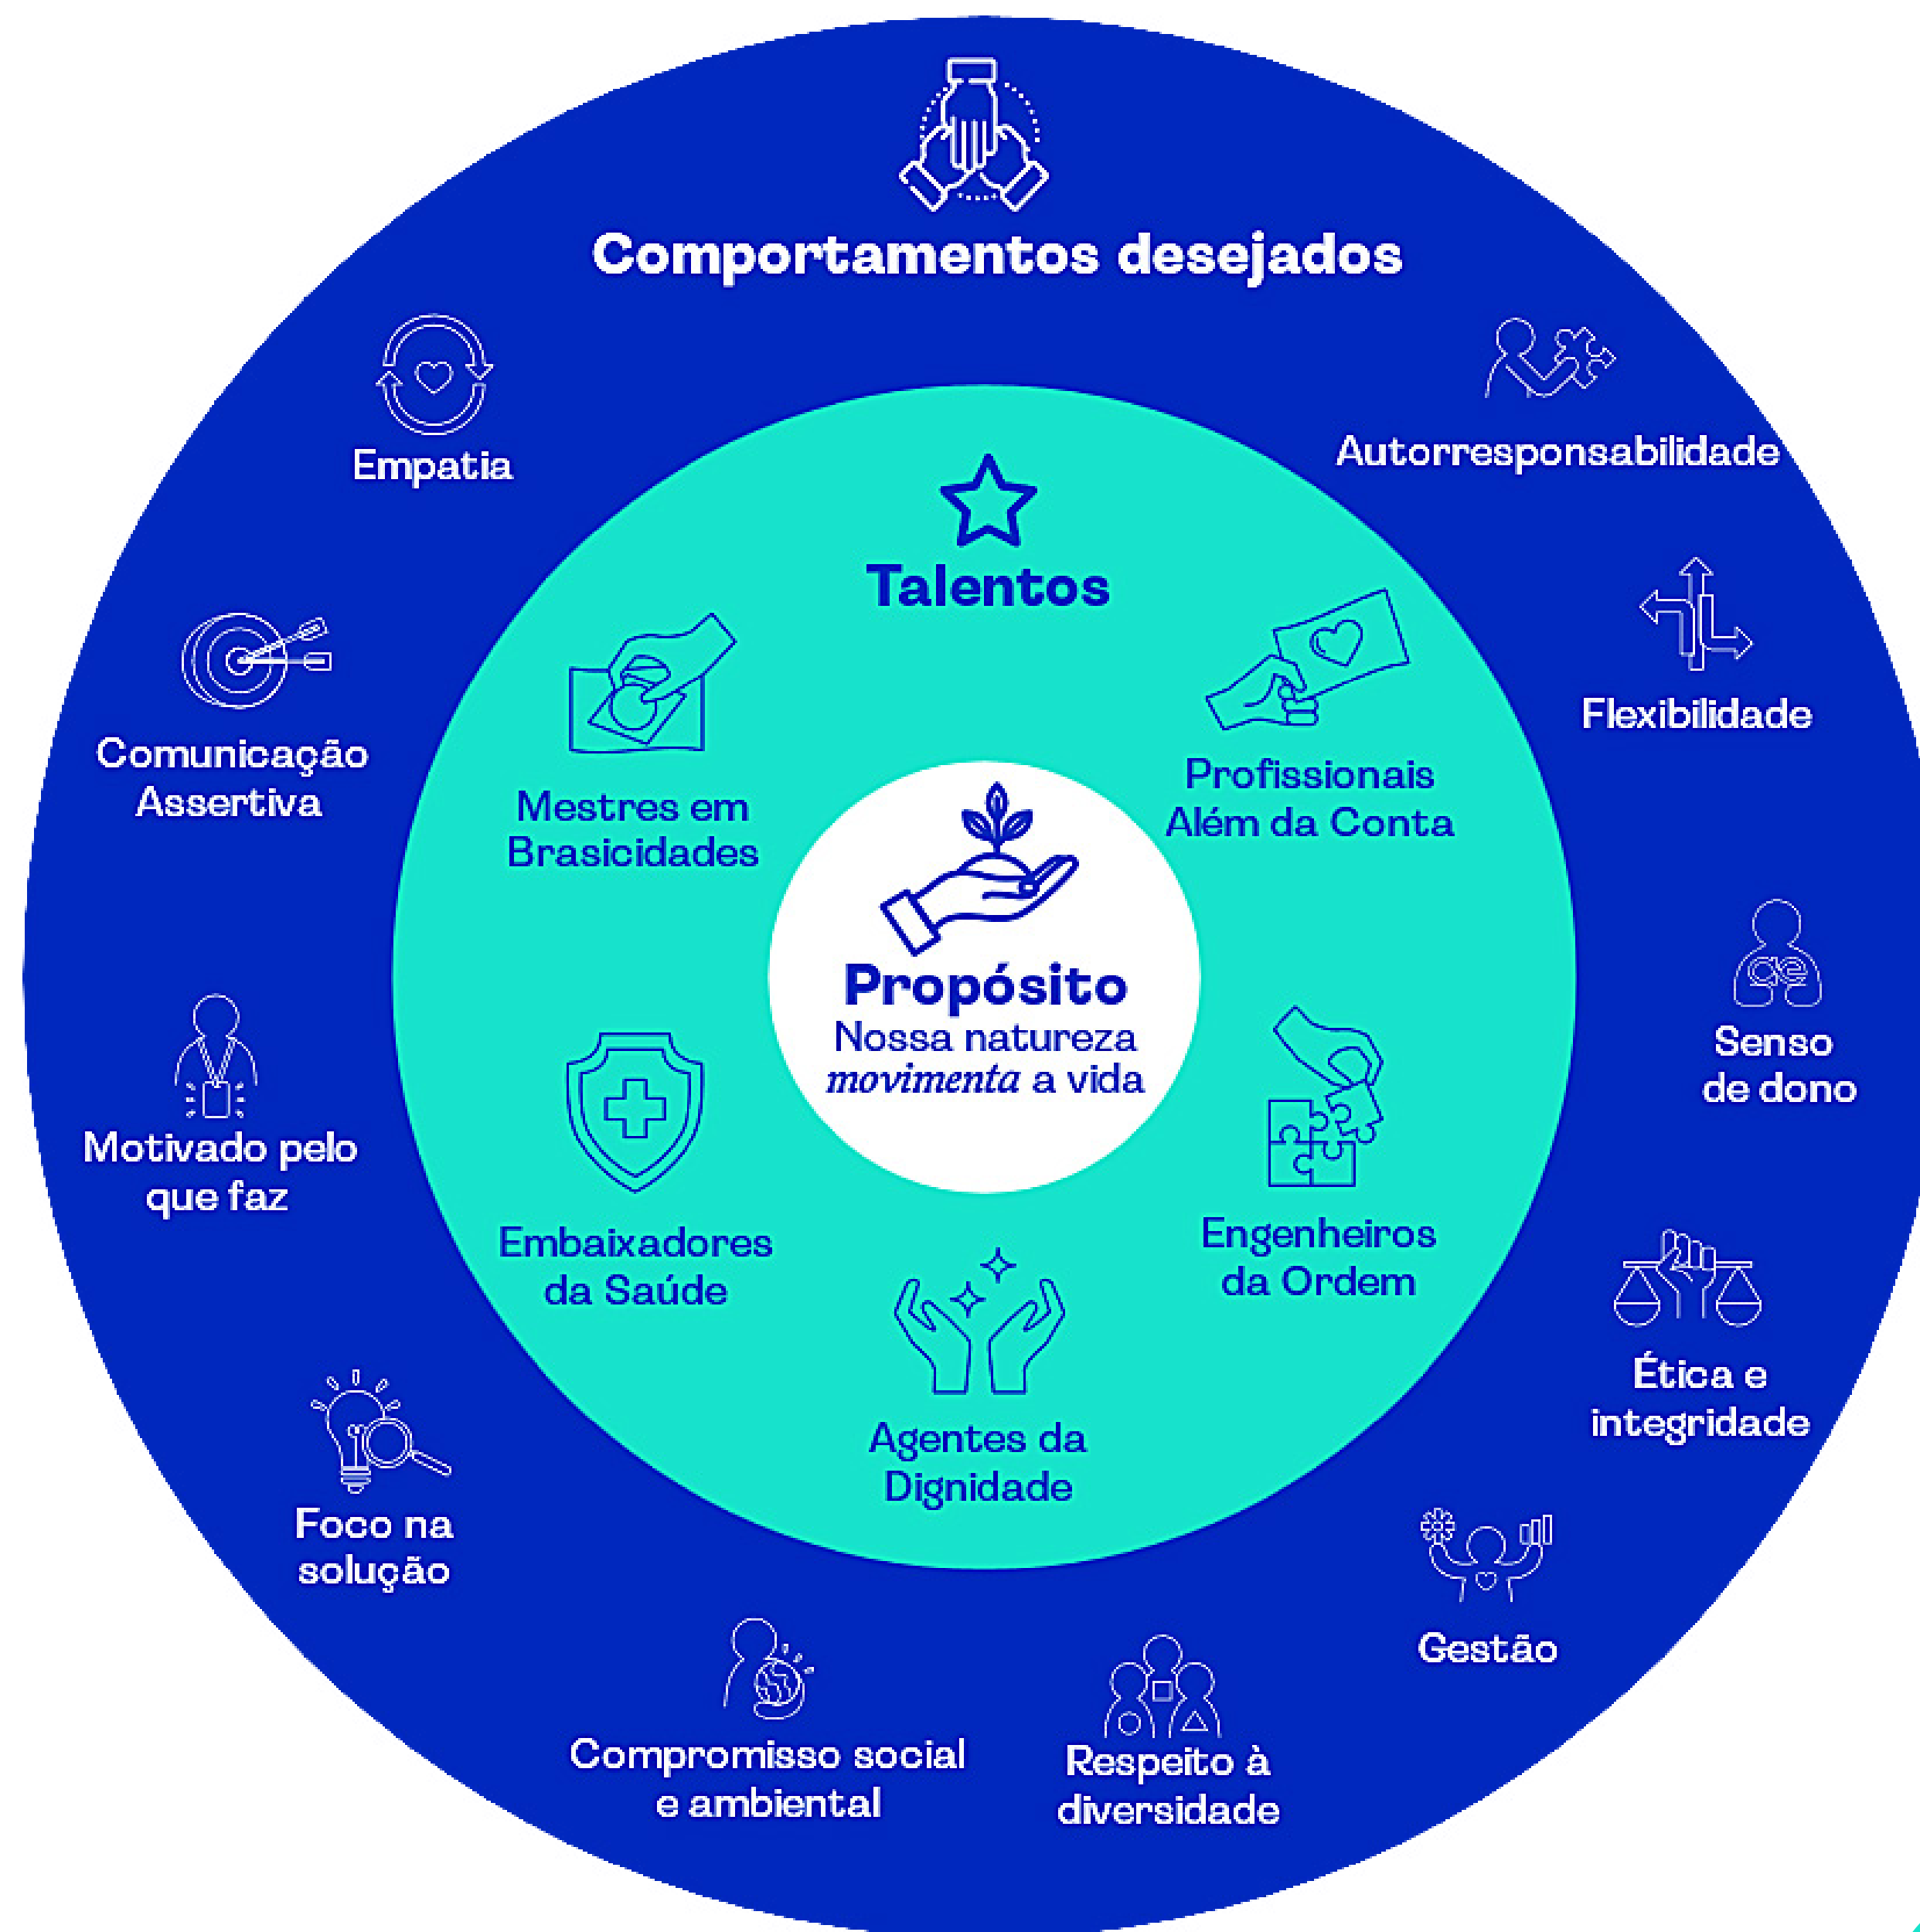 Comportamentos desejados
Empatia
Autorresponsabilidade
Talentos
Flexibilidade
Comunicação
Assertiva
Profissionais
Além da Conta
Mestres em
Brasicidades
Propósito
Nossa natureza
movimenta a vida
ae
Senso
de dono
Motivado pelo
que faz
Embaixadores
da Saúde
Engenheiros
da Ordem
Ética e
integridade
Agentes da
Dignidade
Foco na
solução
Gestão
Compromisso social
e ambiental
Respeito à
diversidade